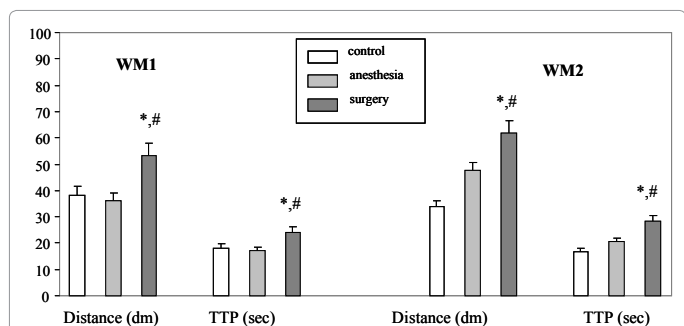 100
90
80
70
60
50
40
30
20
10
0
WM1
WM2
control
anesthesia
surgery
*,#
*,#
*,#
*,#
Distance (dm) TTP (sec) Distance (dm) TTP (sec)